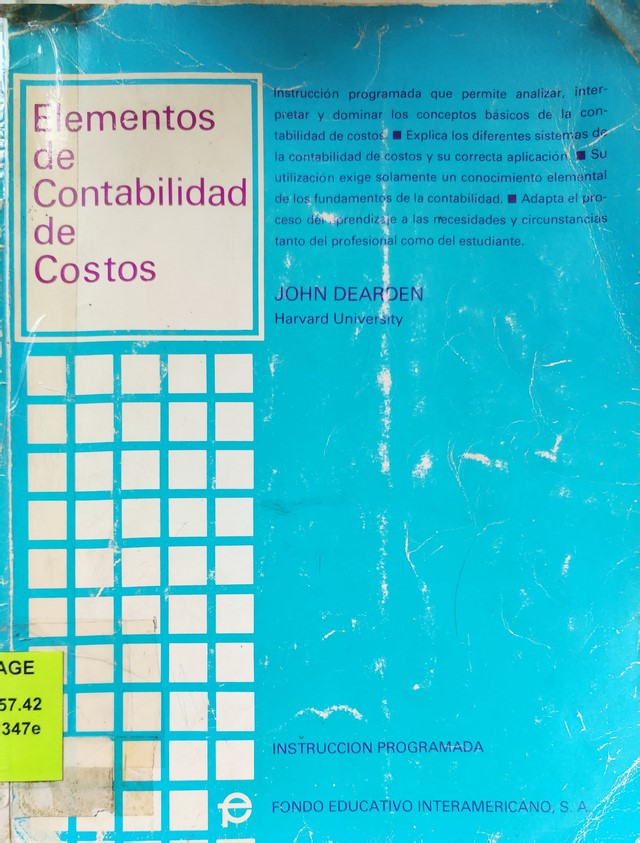 Elementos
de
Contabilidad
de
Costos
Instrucción programada que permite analizar, inter-
pretar y dominar los conceptos básicos de la con-
tabilidad de costos. ■ Explica los diferentes sistemas de
la contabilidad de costos y su correcta aplicación. ■ Su
utilización exige solamente un conocimiento elemental
de los fundamentos de la contabilidad. ■ Adapta el pro-
ceso del aprendizaje a las necesidades y circunstancias
tanto del profesional como del estudiante.
JOHN DEARDEN
Harvard University
AGE
57.42
347e
INSTRUCCION PROGRAMADA
FONDO EDUCATIVO INTERAMERICANO, S. A.